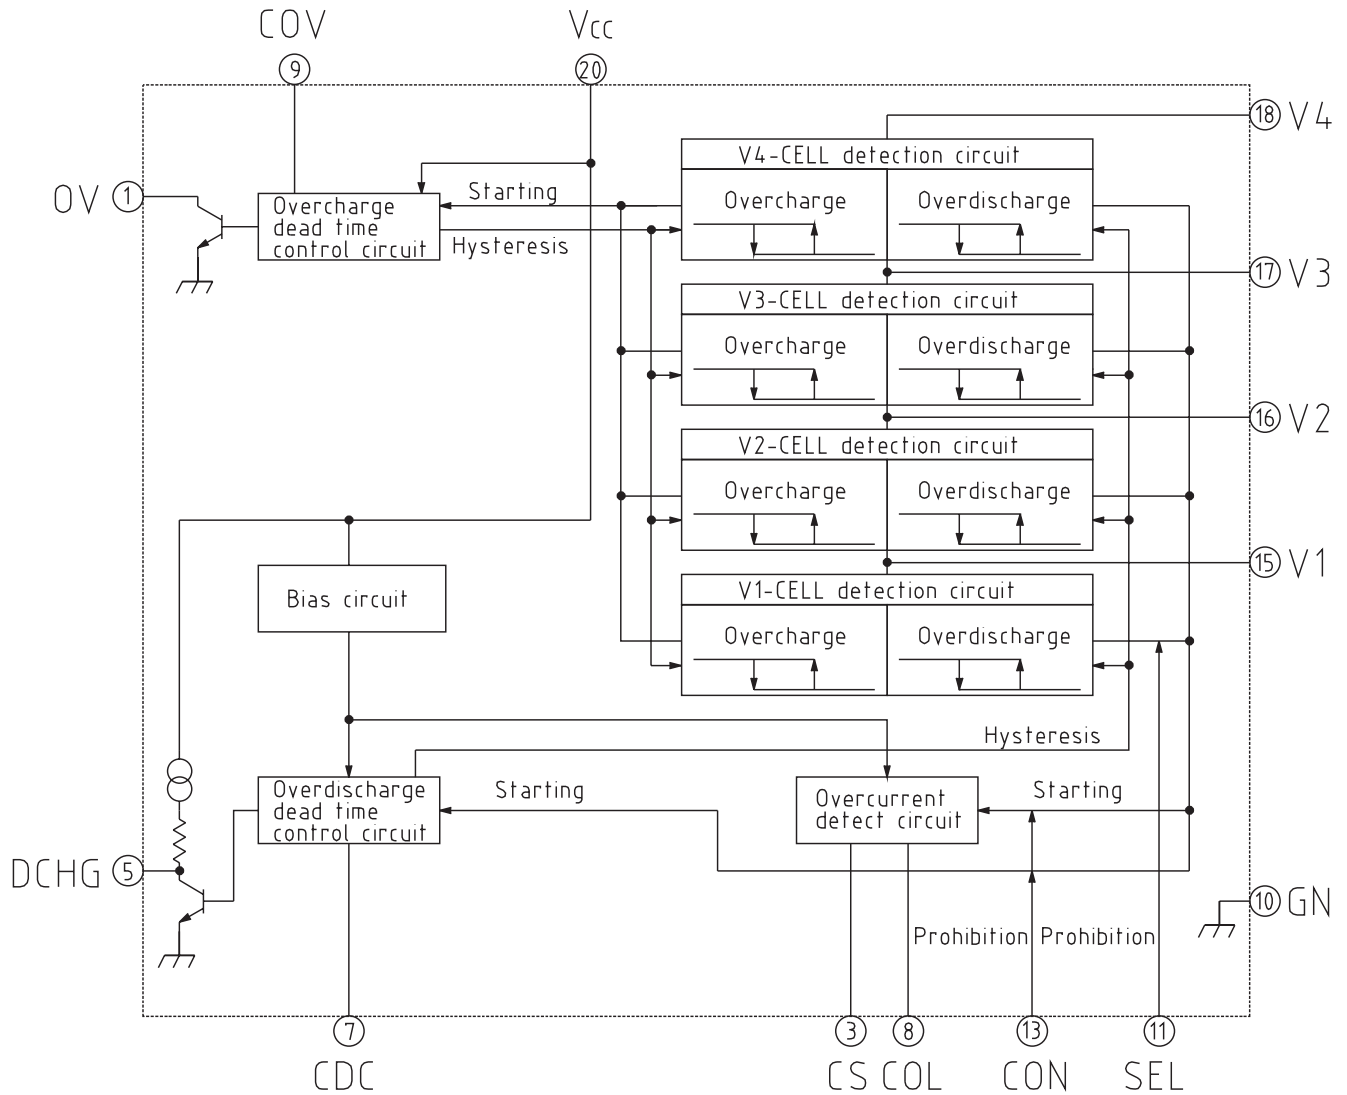 COV
Vcc
9
20
18 V4
V4-CELL detection circuit
OV 1
Overcharge
dead time
control circuit
Starting
Hysteresis
Overcharge
Overdischarge
17 V3
V3-CELL detection circuit
Overcharge
Overdischarge
16 V2
V2-CELL detection circuit
Overcharge
Overdischarge
15 V1
V1-CELL detection circuit
Overcharge
Overdischarge
Bias circuit
Hysteresis
Overdischarge
dead time
control circuit
Starting
Overcurrent
detect circuit
Starting
DCHG 5
10 GN
Prohibition
Prohibition
7
3
8
13
11
CDC
CS
COL
CON
SEL